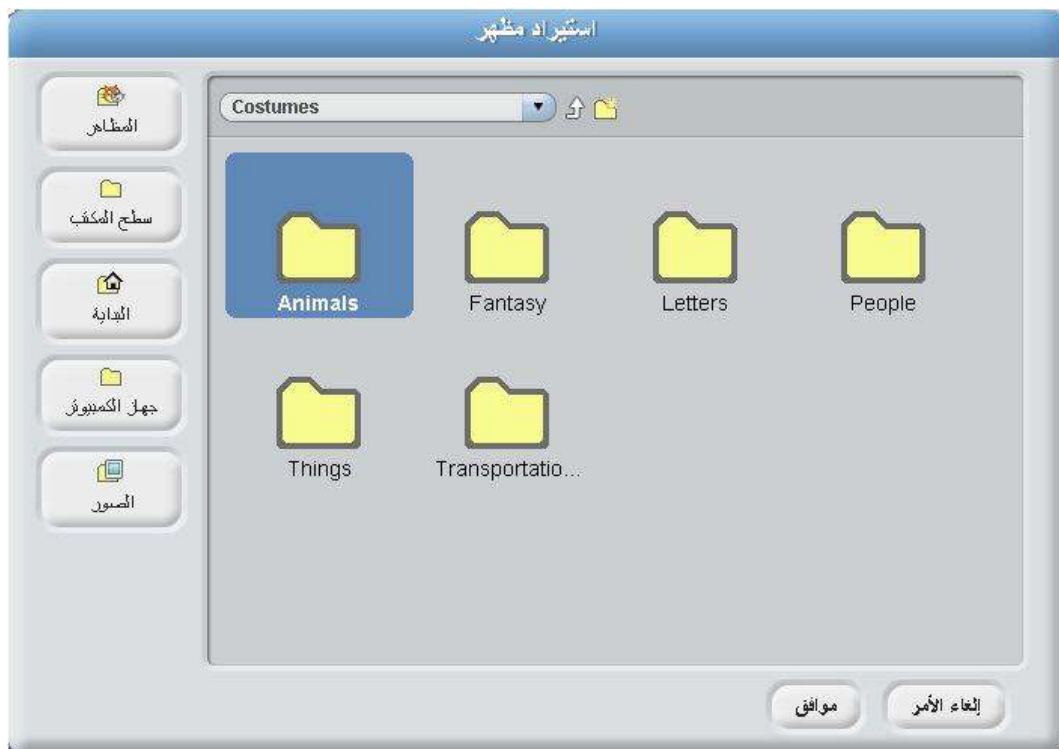 استيراد مظهر
المظاهر
سطح المكتب
البداية
جهاز الكمبيوتر
الصور
Costumes
Animals
Fantasy
Letters
People
Things
Transportatio...
موافق
إلغاء الأمر